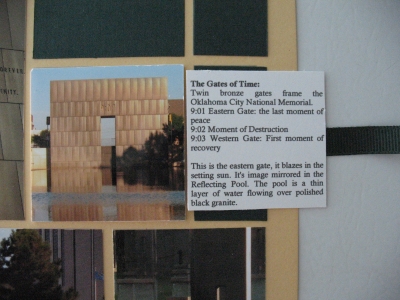 The Gates of Time:
Twin bronze gates frame the
Oklahoma City National Memorial.
9:01 Eastern Gate: the last moment of
peace
9:02 Moment of Destruction
9:03 Western Gate: First moment of
recovery
This is the eastern gate, it blazes in the
setting sun. It's image mirrored in the
Reflecting Pool. The pool is a thin
layer of water flowing over polished
black granite.